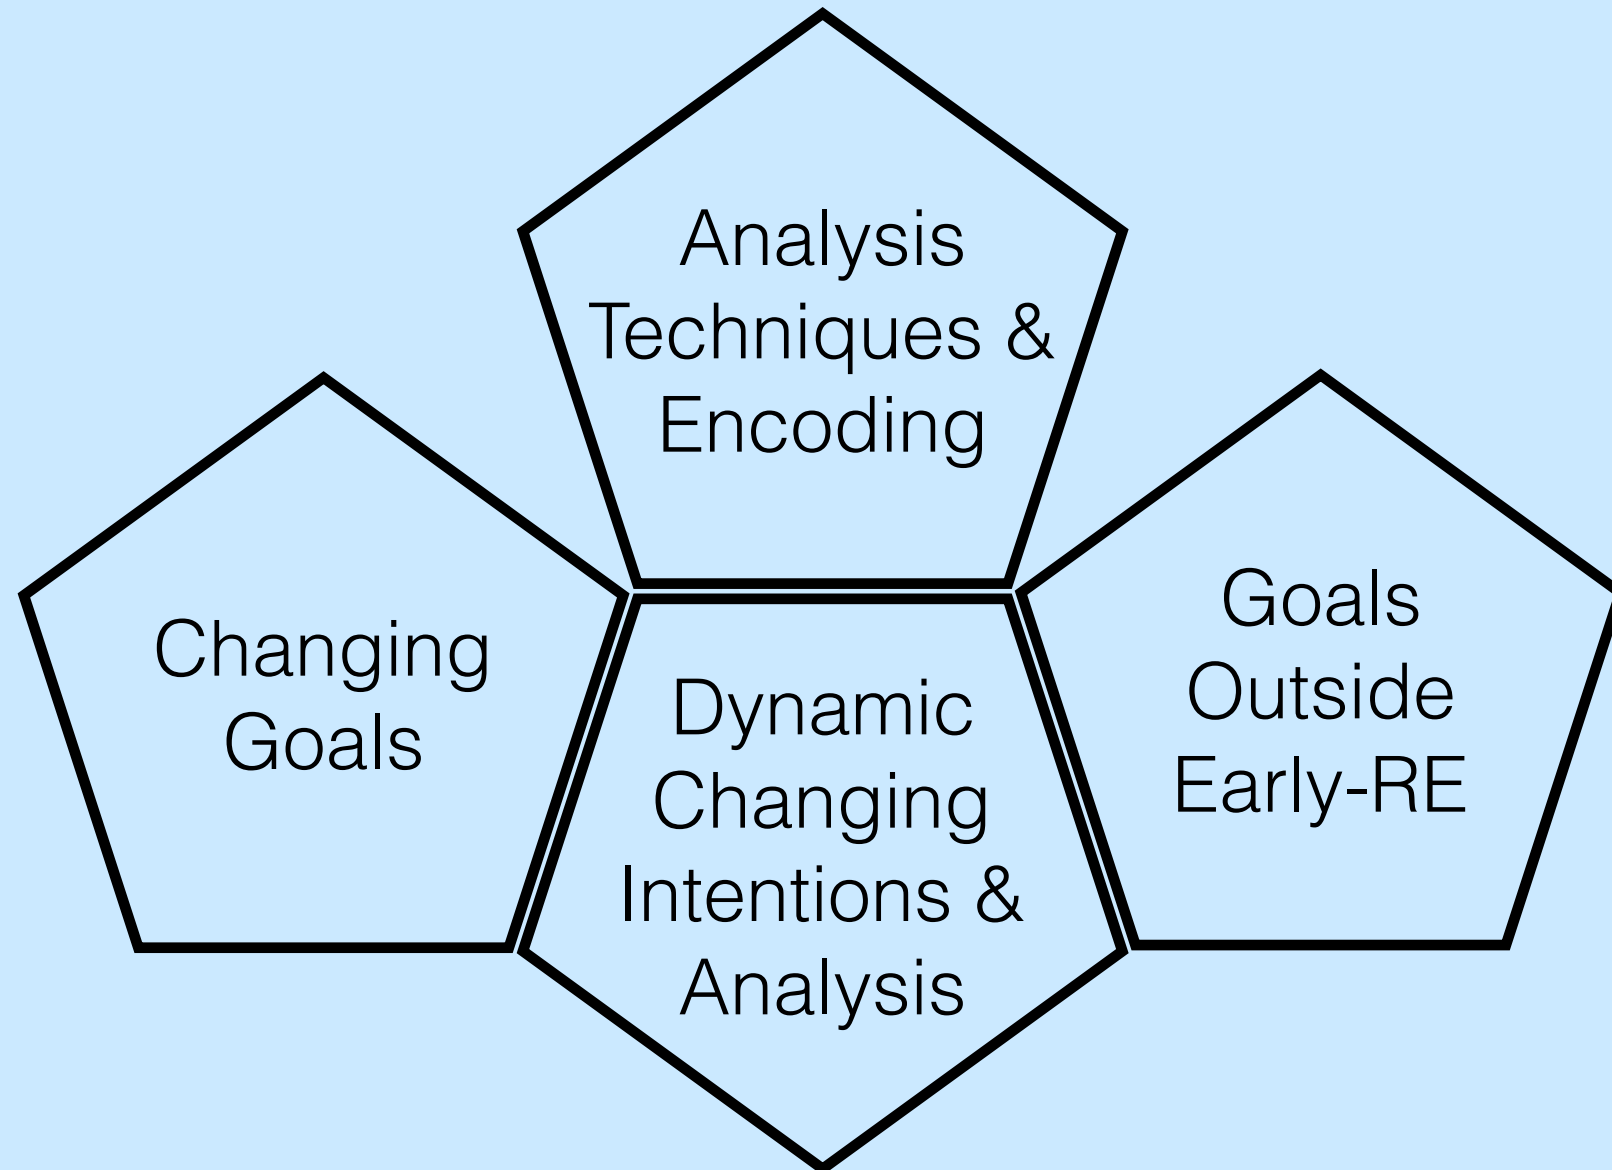 Analysis
Techniques &
Encoding
Changing
Goals
Dynamic
Changing
Intentions &
Analysis
Goals
Outside
Early-RE